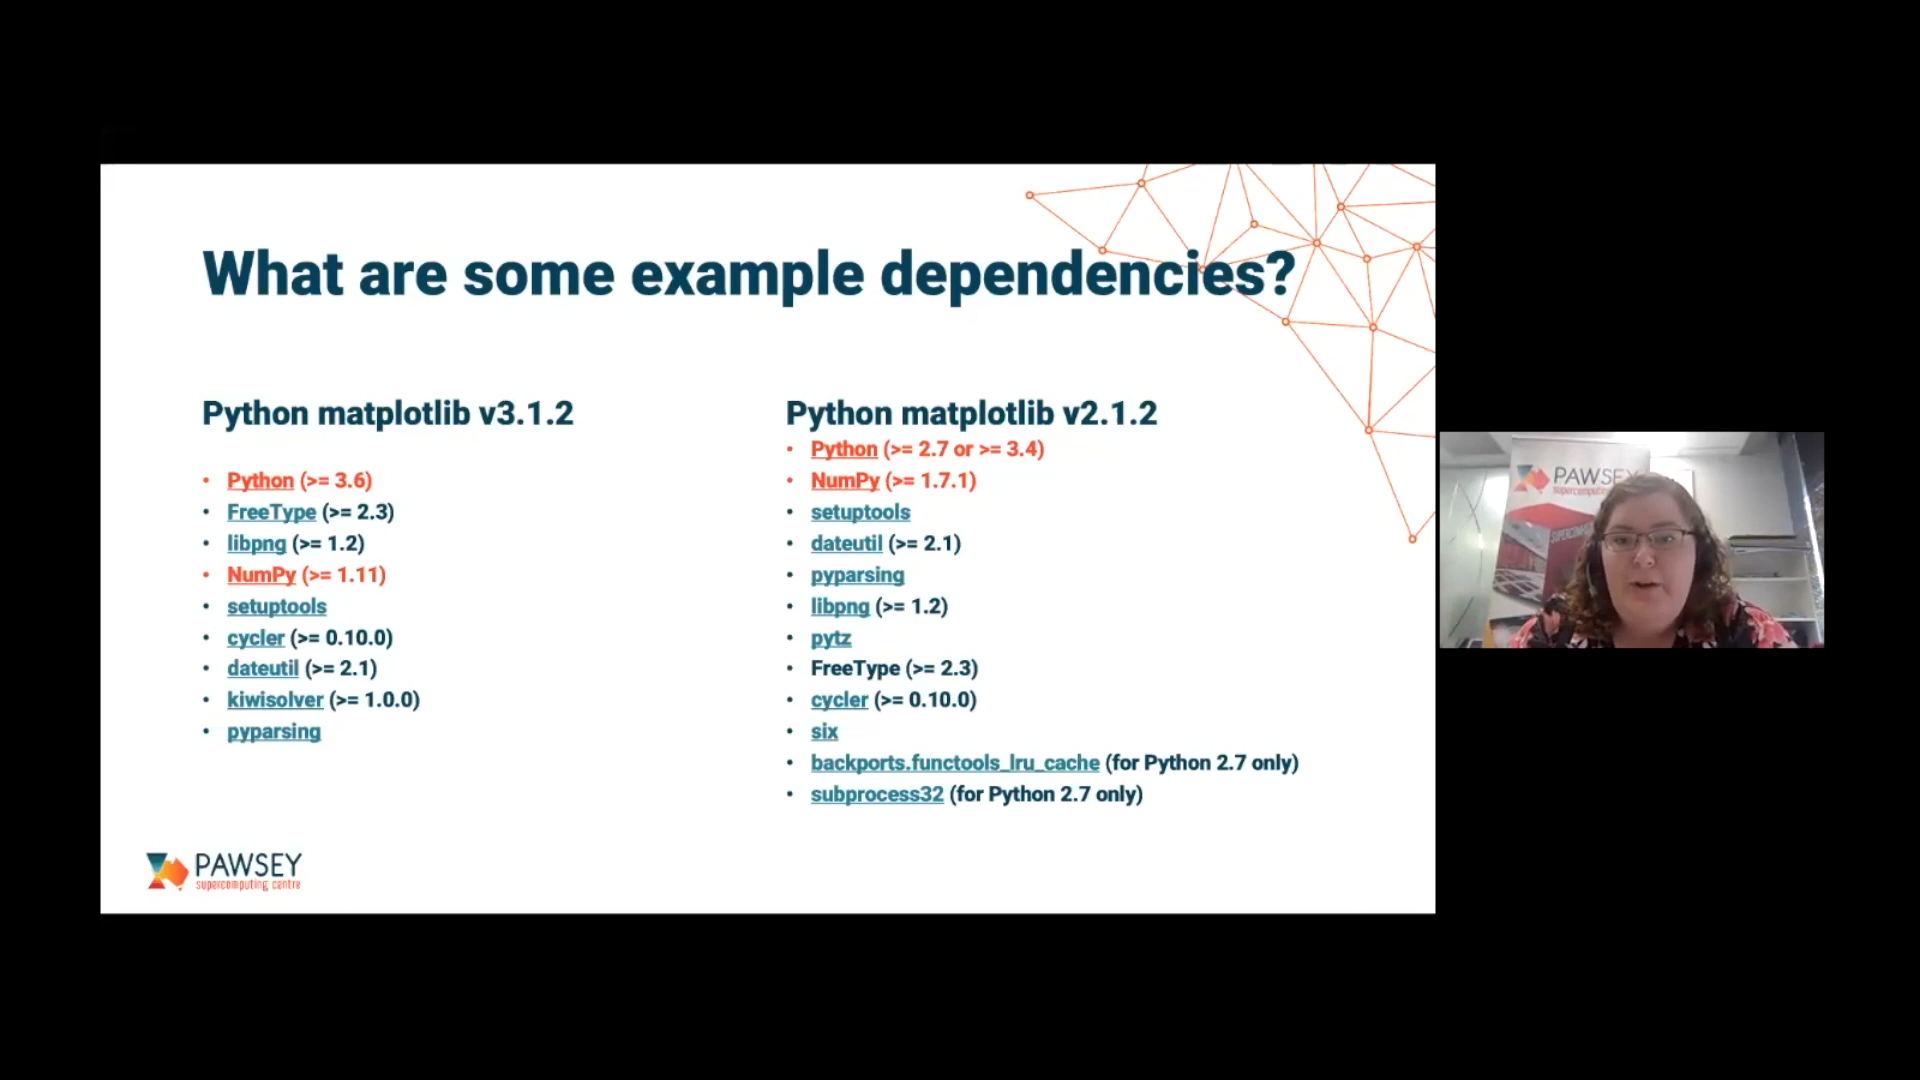 What are some example dependencies?
Python matplotlib v3.1.2
• Python (>= 3.6)
• FreeType (>= 2.3)
• libpng (>= 1.2)
• NumPy (>= 1.11)
• setuptools
• cycler (>= 0.10.0)
• dateutil (>= 2.1)
• kiwisolver (>= 1.0.0)
• pyparsing
Python matplotlib v2.1.2
• Python (>= 2.7 or >= 3.4)
• NumPy (>= 1.7.1)
• setuptools
• dateutil (>= 2.1)
• pyparsing
• libpng (>= 1.2)
• pytz
• FreeType (>= 2.3)
• cycler (>= 0.10.0)
• six
• backports.functools_lru_cache (for Python 2.7 only)
• subprocess32 (for Python 2.7 only)
PAWSEY
supercomputing centre
PAWSEY